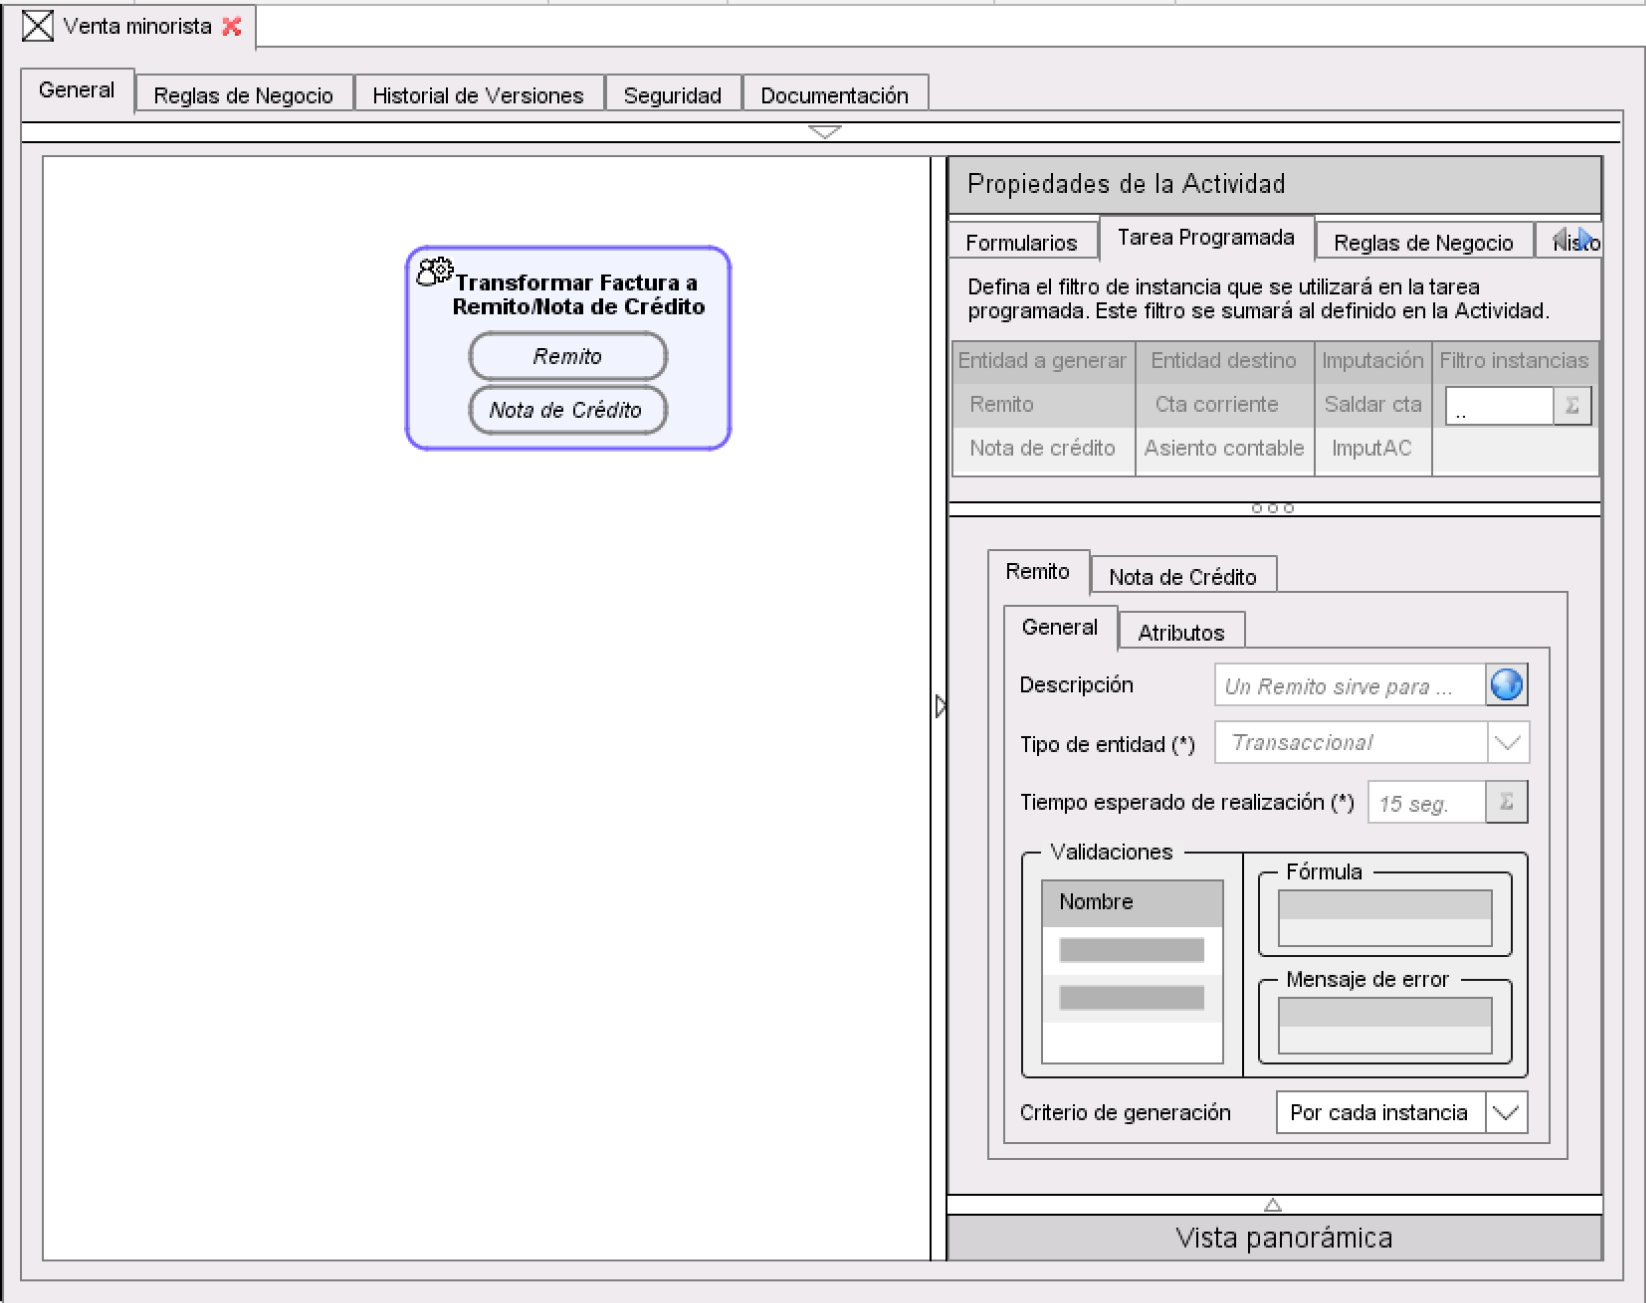 Venta minorista
General
Reglas de Negocio
Historial de Versiones
Seguridad
Documentación
Transformar Factura a
Remito/Nota de Crédito
Remito
Nota de Crédito
Propiedades de la Actividad
Formularios
Tarea Programada
Reglas de Negocio
Defina el filtro de instancia que se utilizará en la tarea
programada. Este filtro se sumará al definido en la Actividad.
Entidad a generar Entidad destino Imputación Filtro instancias
Remito Cta corriente Saldar cta .. Σ
Nota de crédito Asiento contable ImputAC
Remito
Nota de Crédito
General
Atributos
Descripción Un Remito sirve para ...
Tipo de entidad (*) Transaccional
Tiempo esperado de realización (*) 15 seg. Σ
Validaciones
Nombre
Fórmula
Mensaje de error
Criterio de generación Por cada instancia
Vista panorámica